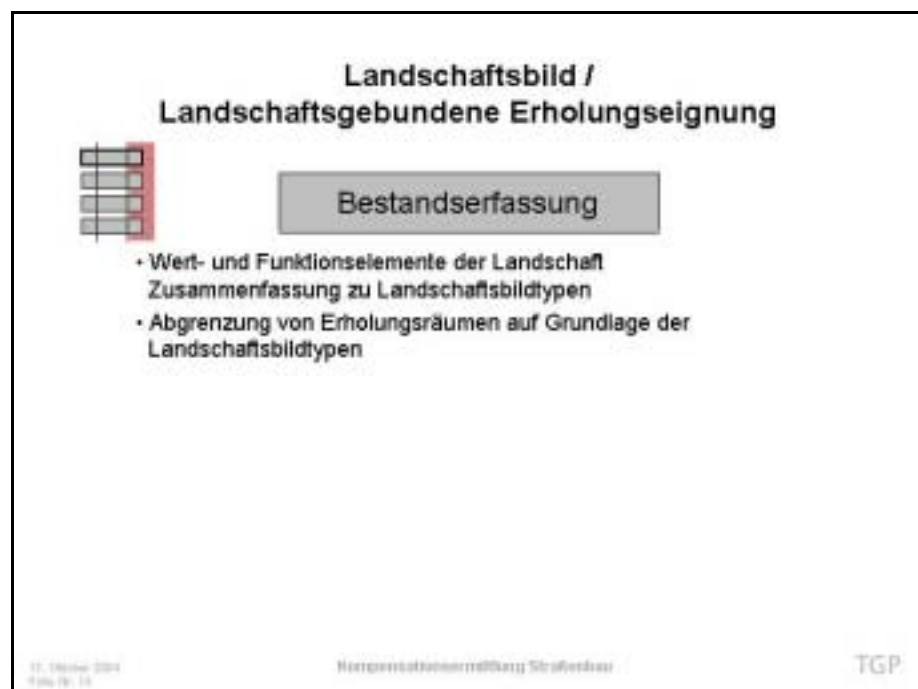 Landschaftsbild /
Landschaftsgebundene Erholungseignung
Bestandserfassung
• Wert- und Funktionselemente der Landschaft
Zusammenfassung zu Landschaftsbildtypen
• Abgrenzung von Erholungsräumen auf Grundlage der
Landschaftsbildtypen
Kompensationsermittlung Straßenbau
TGP